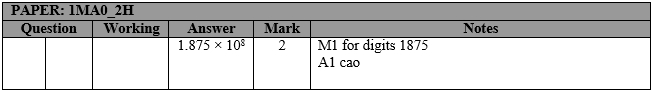 PAPER: 1MA0_2H
Question Working Answer Mark Notes
1.875 × 10⁸ 2 M1 for digits 1875
A1 cao